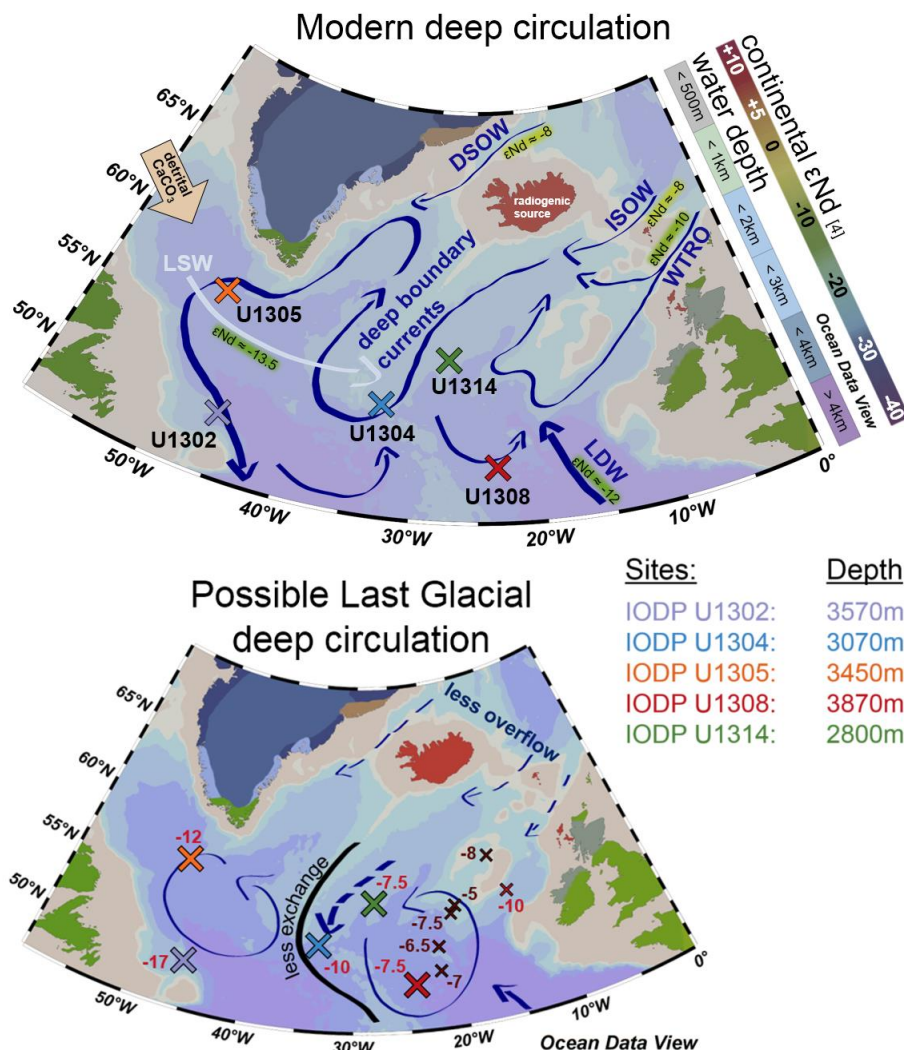 Modern deep circulation
65°N
60°N
55°N
50°N
detrital
CaCO₃
DSOW
εNd ≈ -8
radiogenic
source
ISOW
εNd ≈ -8
εNd ≈ -10
WTRO
LSW
εNd ≈ -13.5
deep boundary
currents
U1305
U1314
U1302
U1304
U1308
LDW
εNd ≈ -12
50°W
40°W
30°W
20°W
10°W
0°
water depth
< 500m
< 1km
< 2km
< 3km
< 4km
> 4km
continental εNd [4]
+10
+5
0
-10
-20
-30
-40
Ocean Data View
Sites: Depth
IODP U1302: 3570m
IODP U1304: 3070m
IODP U1305: 3450m
IODP U1308: 3870m
IODP U1314: 2800m
Possible Last Glacial
deep circulation
65°N
60°N
55°N
50°N
less overflow
less exchange
-12
-17
-7.5
-10
-7.5
-8
-5
-10
-7.5
-6.5
-7
50°W
40°W
30°W
20°W
10°W
0°
Ocean Data View